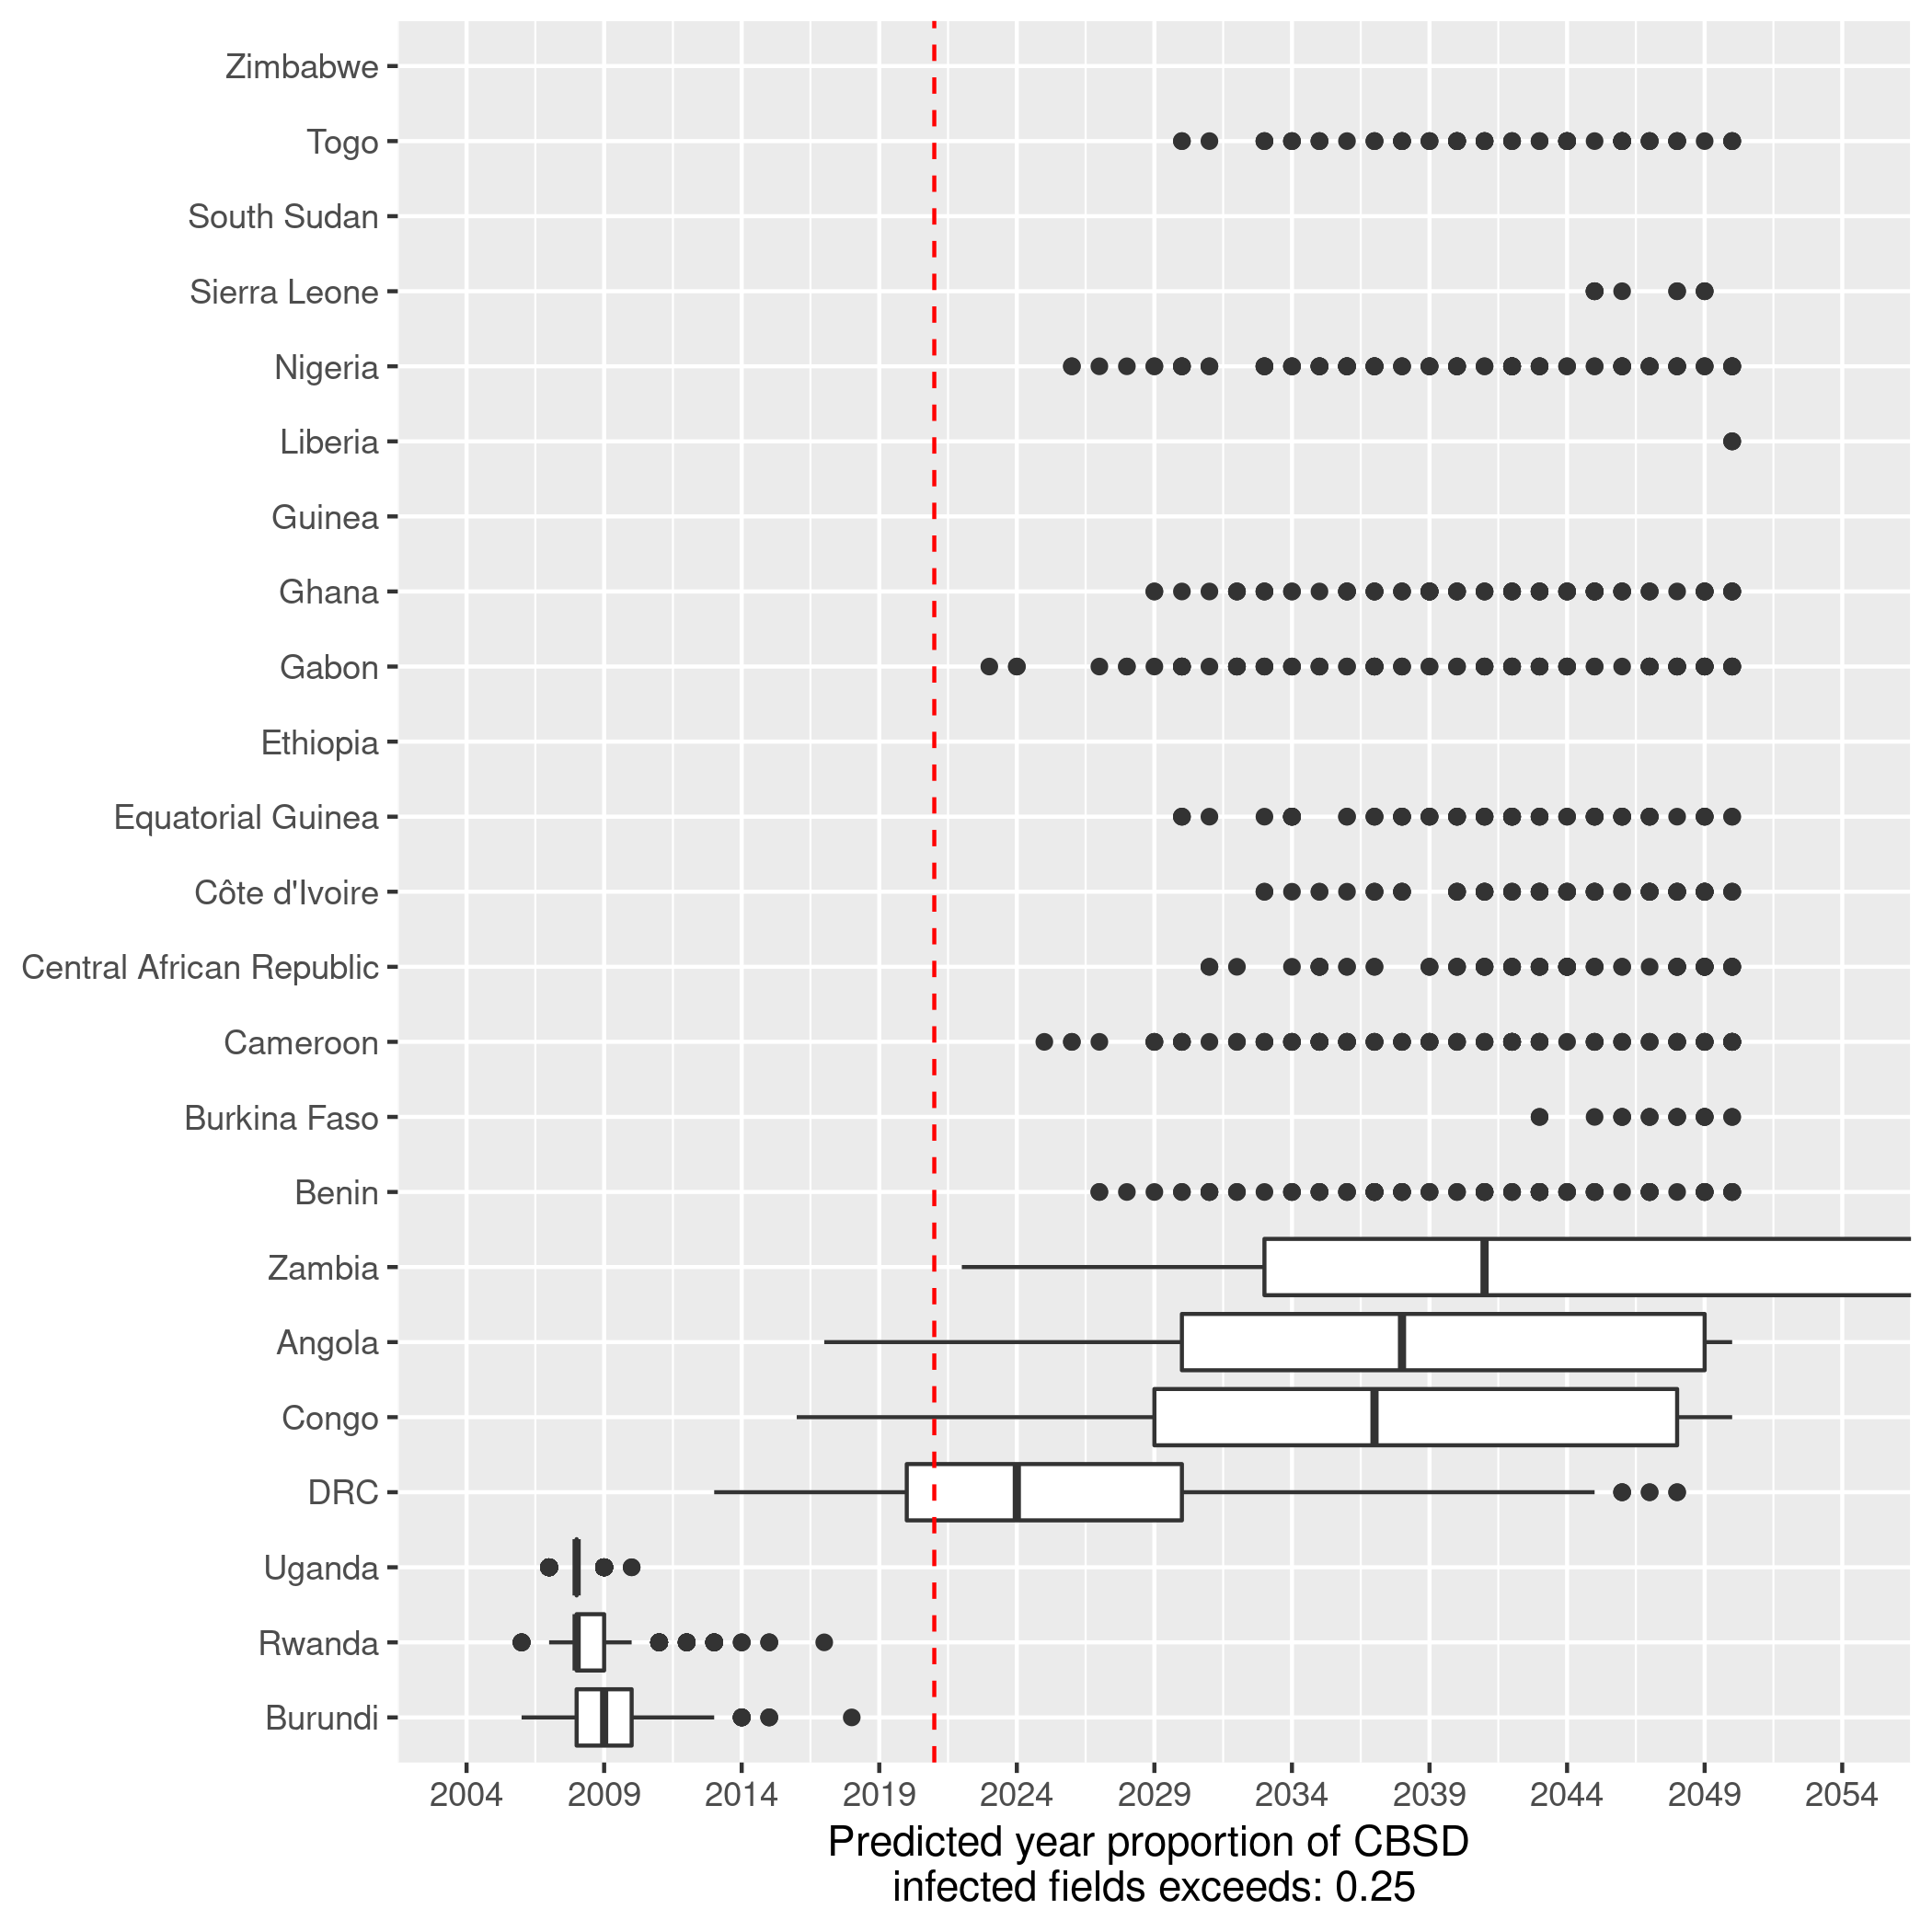 Zimbabwe
Togo
South Sudan
Sierra Leone
Nigeria
Liberia
Guinea
Ghana
Gabon
Ethiopia
Equatorial Guinea
Côte d'Ivoire
Central African Republic
Cameroon
Burkina Faso
Benin
Zambia
Angola
Congo
DRC
Uganda
Rwanda
Burundi
2004 2009 2014 2019 2024 2029 2034 2039 2044 2049 2054
Predicted year proportion of CBSD
infected fields exceeds: 0.25